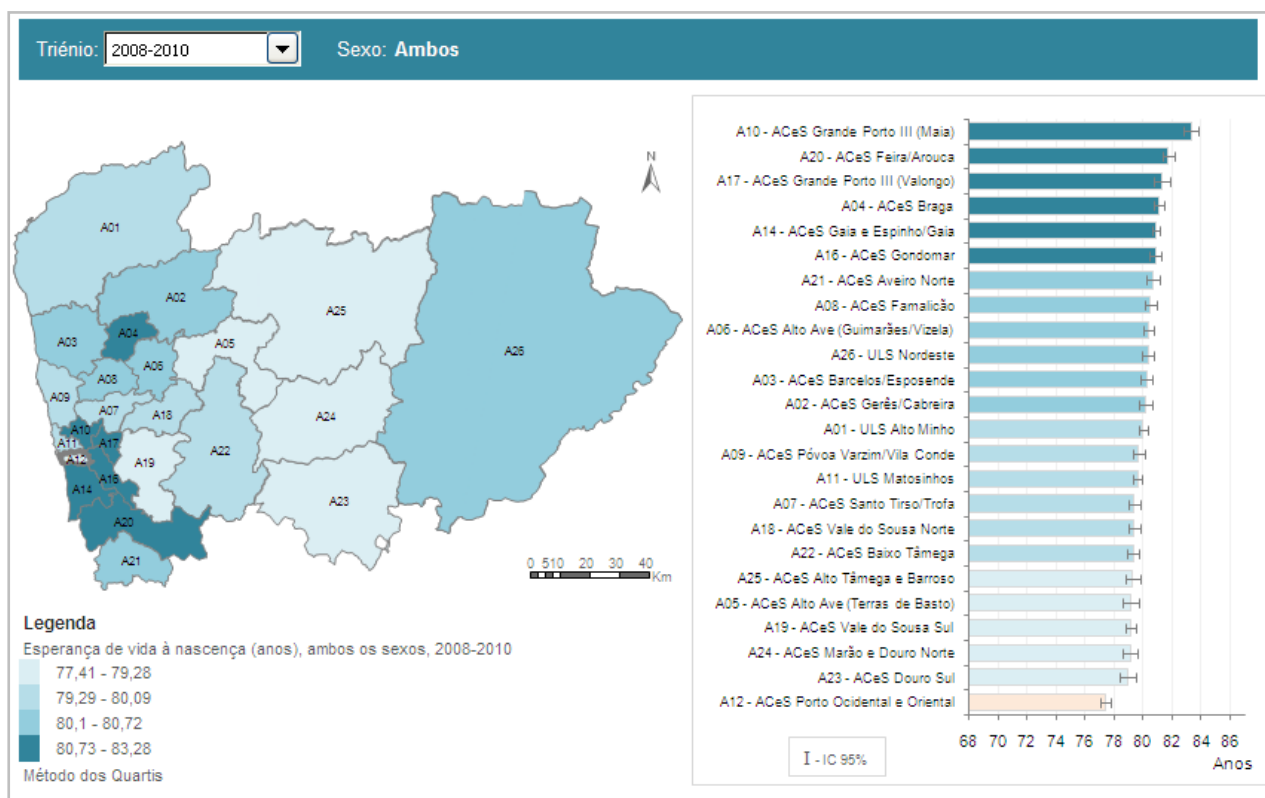 Triénio: 2008-2010 Sexo: Ambos
N
A01
A02
A25
A26
A03
A04
A05
A08
A06
A09
A07
A18
A24
A10
A11
A17
A12
A19
A22
A14
A16
A23
A20
A21
0 510 20 30 40
Km
Legenda
Esperança de vida à nascença (anos), ambos os sexos, 2008-2010
77,41 - 79,28
79,29 - 80,09
80,1 - 80,72
80,73 - 83,28
Método dos Quartis
A10 - ACeS Grande Porto III (Maia)
A20 - ACeS Feira/Arouca
A17 - ACeS Grande Porto III (Valongo)
A04 - ACeS Braga
A14 - ACeS Gaia e Espinho/Gaia
A16 - ACeS Gondomar
A21 - ACeS Aveiro Norte
A08 - ACeS Famalicão
A06 - ACeS Alto Ave (Guimarães/Vizela)
A26 - ULS Nordeste
A03 - ACeS Barcelos/Esposende
A02 - ACeS Gerês/Cabreira
A01 - ULS Alto Minho
A09 - ACeS Póvoa Varzim/Vila Conde
A11 - ULS Matosinhos
A07 - ACeS Santo Tirso/Trofa
A18 - ACeS Vale do Sousa Norte
A22 - ACeS Baixo Tâmega
A25 - ACeS Alto Tâmega e Barroso
A05 - ACeS Alto Ave (Terras de Basto)
A19 - ACeS Vale do Sousa Sul
A24 - ACeS Marão e Douro Norte
A23 - ACeS Douro Sul
A12 - ACeS Porto Ocidental e Oriental
68 70 72 74 76 78 80 82 84 86
Anos
I - IC 95%